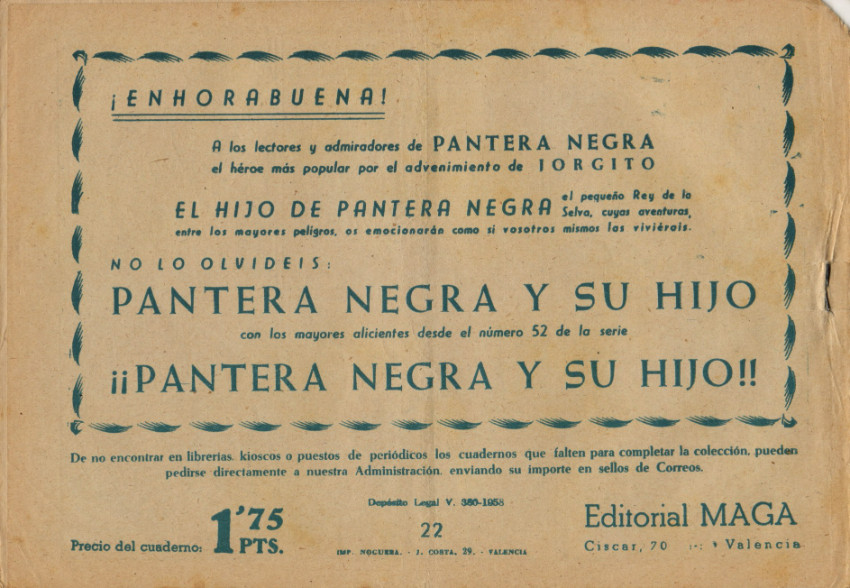 ¡ENHORABUENA!
A los lectores y admiradores de PANTERA NEGRA
el héroe más popular por el advenimiento de JORGITO
EL HIJO DE PANTERA NEGRA el pequeño Rey de la
Selva, cuyas aventuras,
entre los mayores peligros, os emocionarán como si vosotros mismos las viviérais.
NO LO OLVIDEIS:
PANTERA NEGRA Y SU HIJO
con los mayores alicientes desde el número 52 de la serie
¡¡PANTERA NEGRA Y SU HIJO!!
De no encontrar en librerías, kioscos o puestos de periódicos los cuadernos que falten para completar la colección, pueden
pedirse directamente a nuestra Administración, enviando su importe en sellos de Correos.
Precio del cuaderno: 1'75 PTS.
Depósito Legal V. 386-1958
22
IMP. NOGUERA. - J. COSTA, 29. - VALENCIA
Editorial MAGA
Ciscar, 70 Valencia